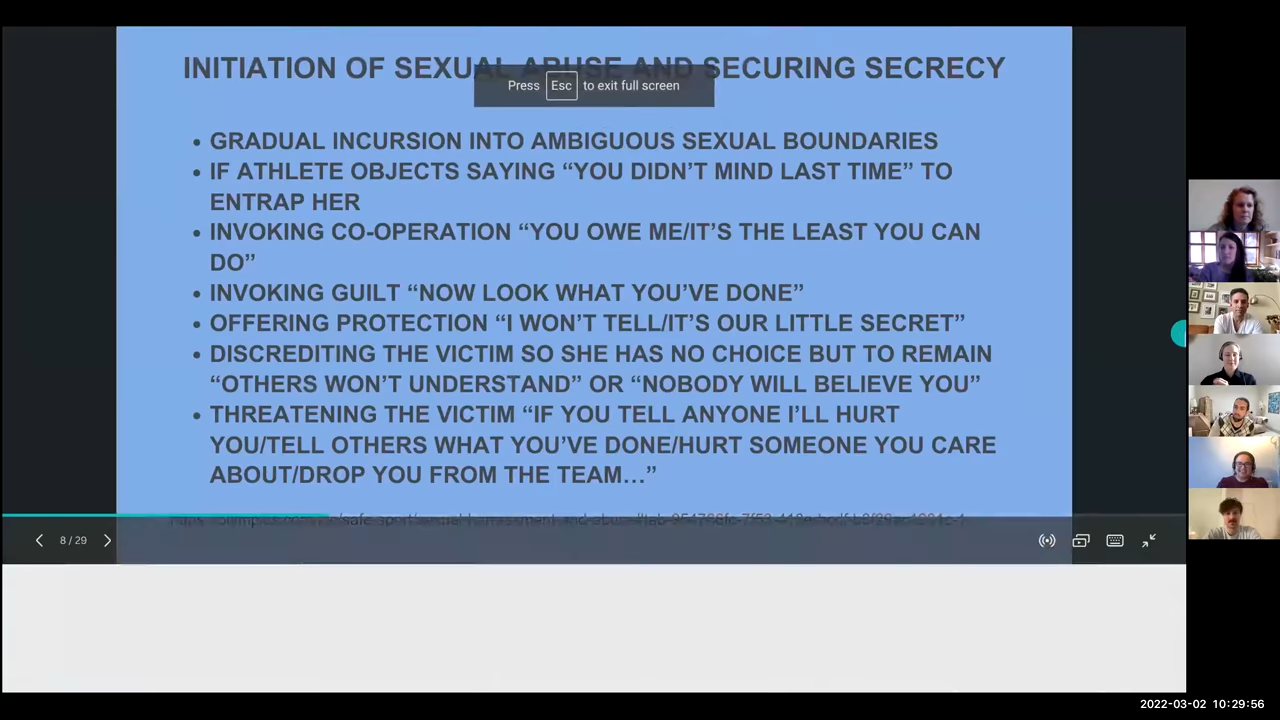 INITIATION OF SEXUAL ABUSE AND SECURING SECRECY
Press Esc to exit full screen
• GRADUAL INCURSION INTO AMBIGUOUS SEXUAL BOUNDARIES
• IF ATHLETE OBJECTS SAYING “YOU DIDN’T MIND LAST TIME” TO
ENTRAP HER
• INVOKING CO-OPERATION “YOU OWE ME/IT’S THE LEAST YOU CAN
DO”
• INVOKING GUILT “NOW LOOK WHAT YOU’VE DONE”
• OFFERING PROTECTION “I WON’T TELL/IT’S OUR LITTLE SECRET”
• DISCREDITING THE VICTIM SO SHE HAS NO CHOICE BUT TO REMAIN
“OTHERS WON’T UNDERSTAND” OR “NOBODY WILL BELIEVE YOU”
• THREATENING THE VICTIM “IF YOU TELL ANYONE I’LL HURT
YOU/TELL OTHERS WHAT YOU’VE DONE/HURT SOMEONE YOU CARE
ABOUT/DROP YOU FROM THE TEAM…”
8 / 29
2022-03-02 10:29:56